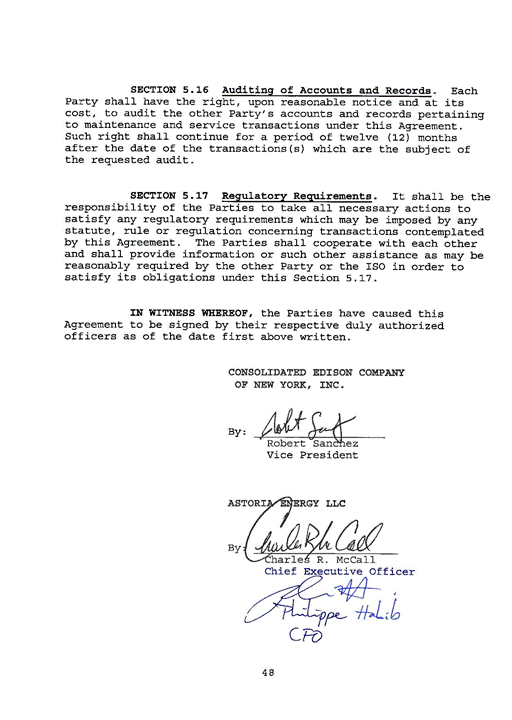 SECTION 5.16 Auditing of Accounts and Records. Each
Party shall have the right, upon reasonable notice and at its
cost, to audit the other Party's accounts and records pertaining
to maintenance and service transactions under this Agreement.
Such right shall continue for a period of twelve (12) months
after the date of the transactions(s) which are the subject of
the requested audit.
SECTION 5.17 Regulatory Requirements. It shall be the
responsibility of the Parties to take all necessary actions to
satisfy any regulatory requirements which may be imposed by any
statute, rule or regulation concerning transactions contemplated
by this Agreement. The Parties shall cooperate with each other
and shall provide information or such other assistance as may be
reasonably required by the other Party or the ISO in order to
satisfy its obligations under this Section 5.17.
IN WITNESS WHEREOF, the Parties have caused this
Agreement to be signed by their respective duly authorized
officers as of the date first above written.
CONSOLIDATED EDISON COMPANY
OF NEW YORK, INC.
By:
Robert Sanchez
Vice President
ASTORIA ENERGY LLC
By: Charles R Mc Call
Charles R. McCall
Chief Executive Officer
Philippe Habib
CFO
48